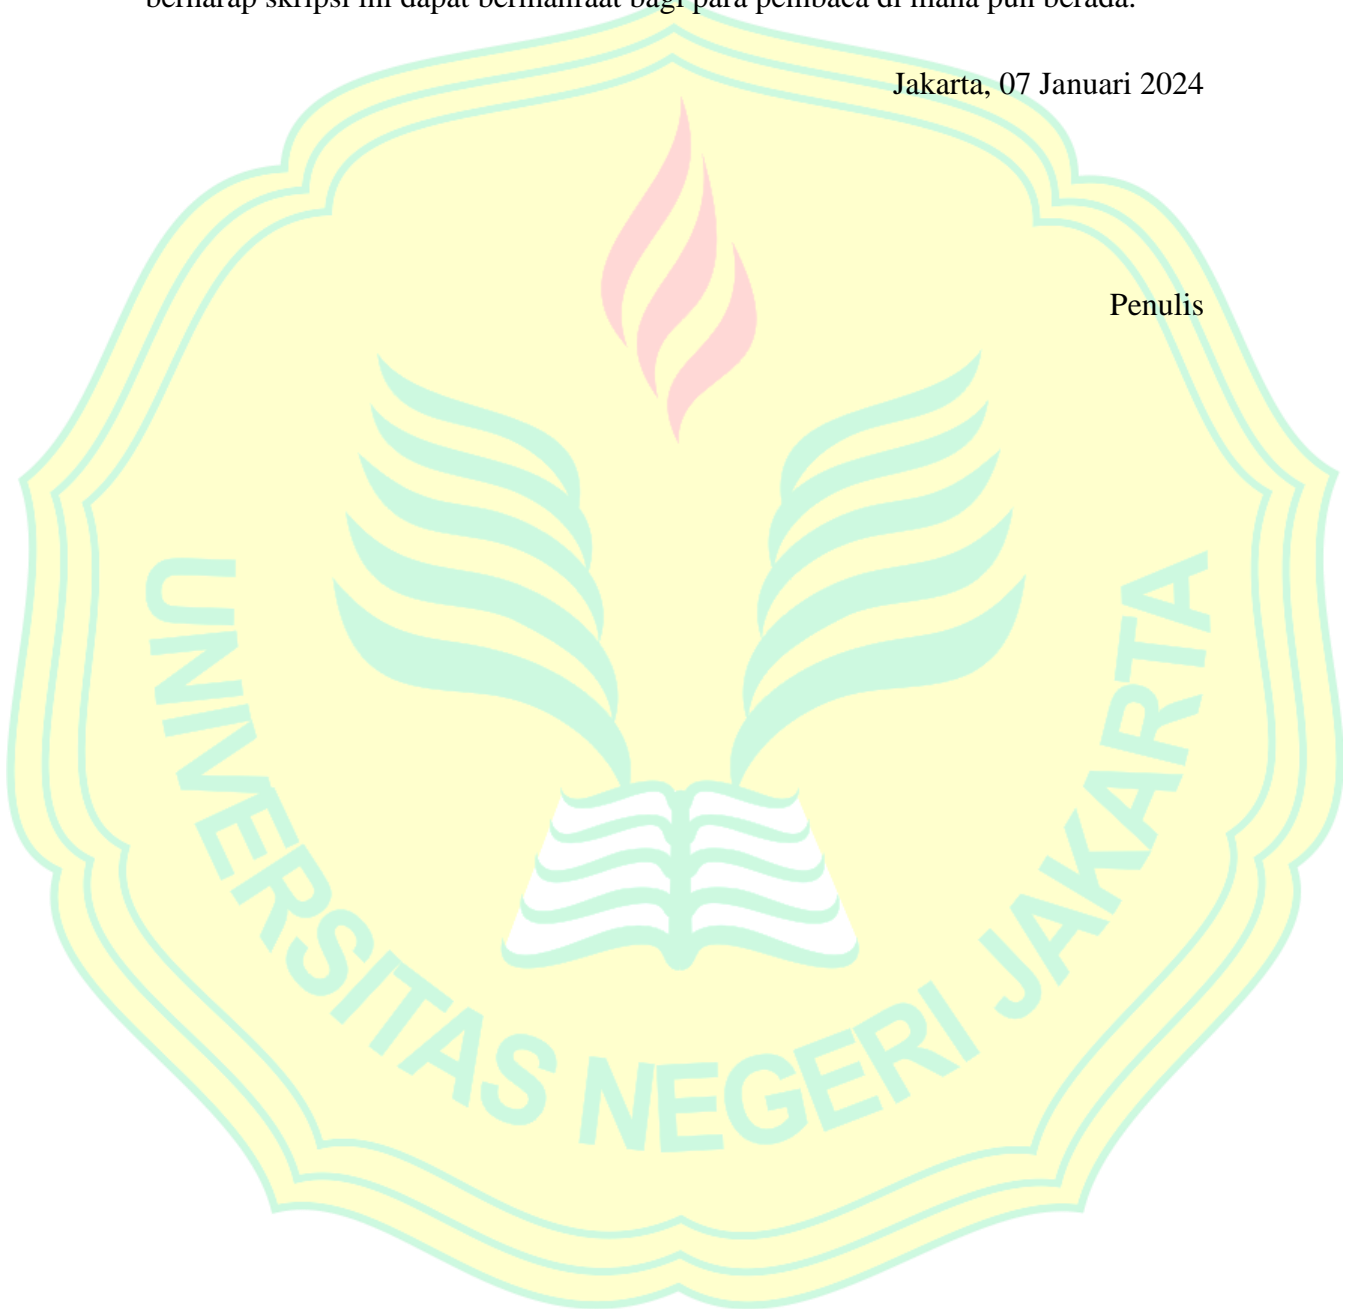 berharap skripsi ini dapat bermanfaat bagi para pembaca di mana pun berada.
Jakarta, 07 Januari 2024
Penulis
UNIVERSITAS NEGERI JAKARTA